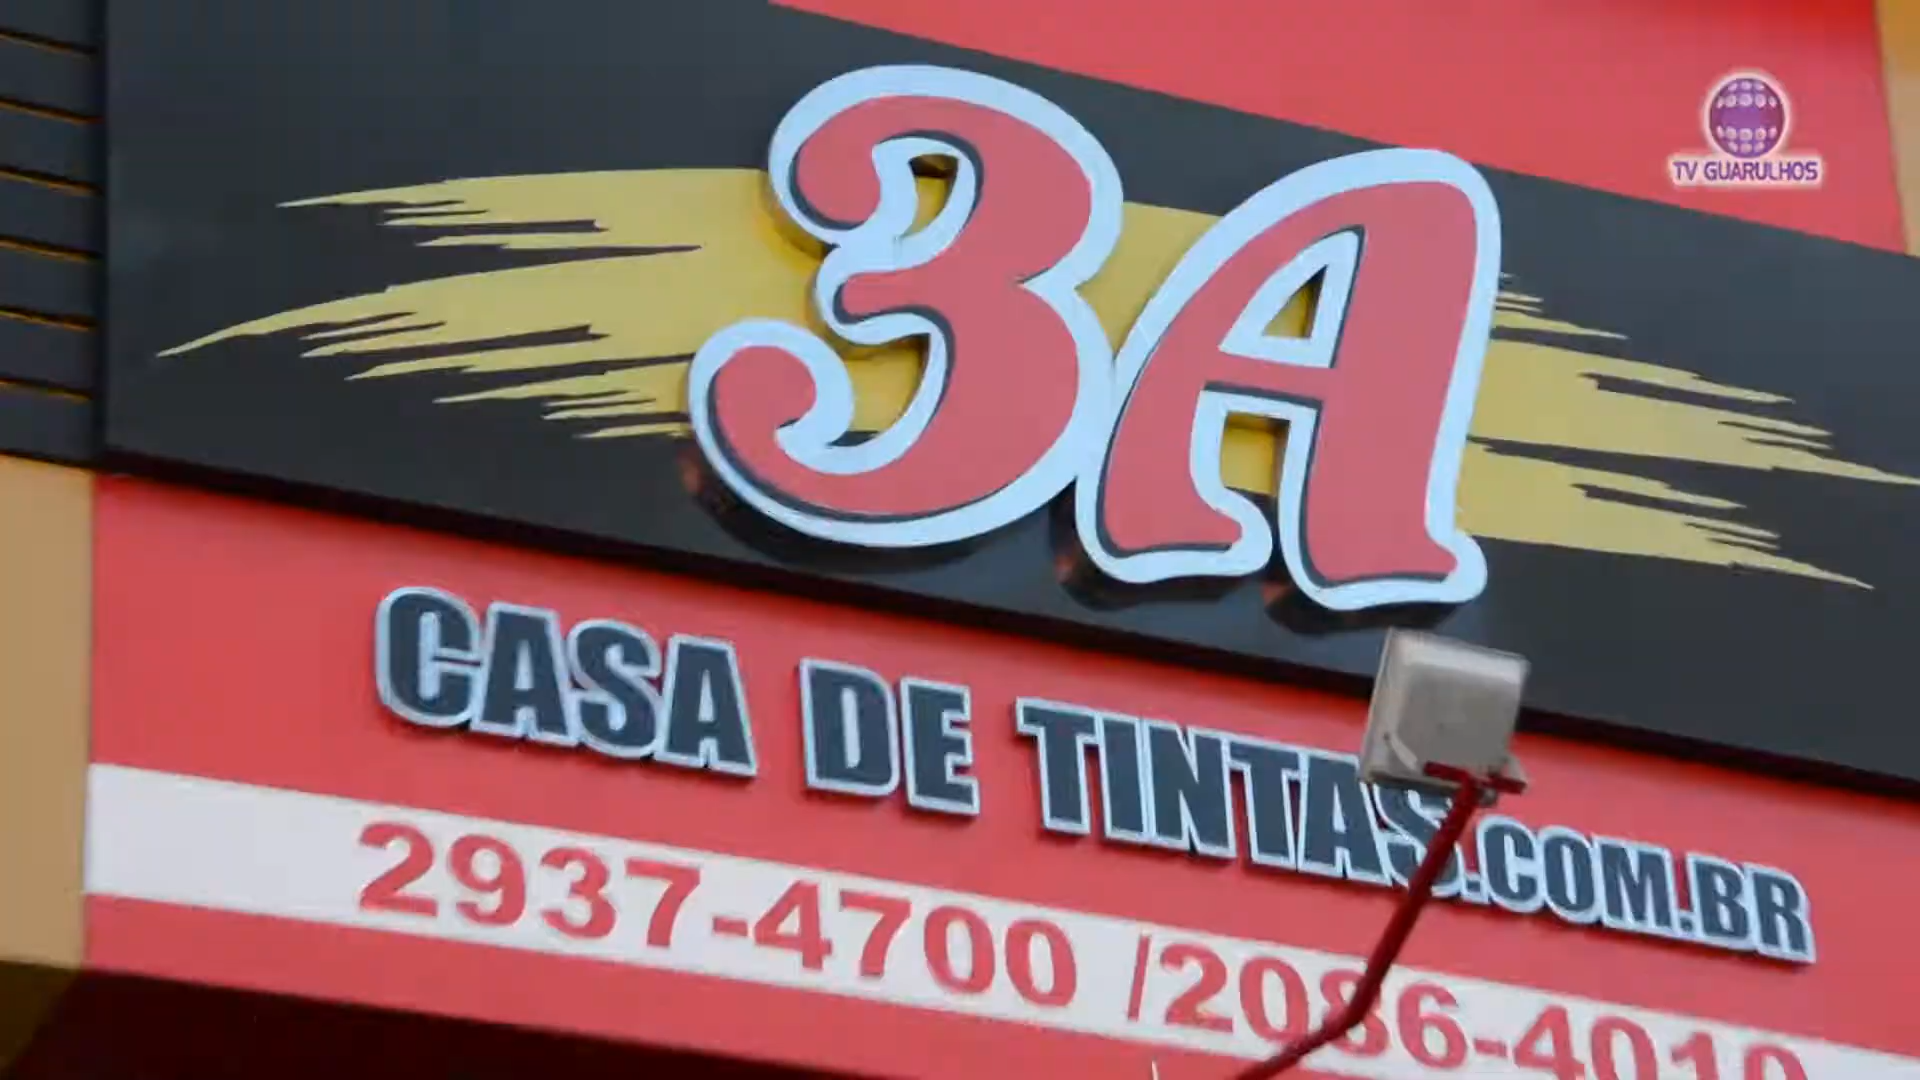 TV GUARULHOS
3A
CASA DE TINTAS.COM.BR
2937-4700 / 2086-4010